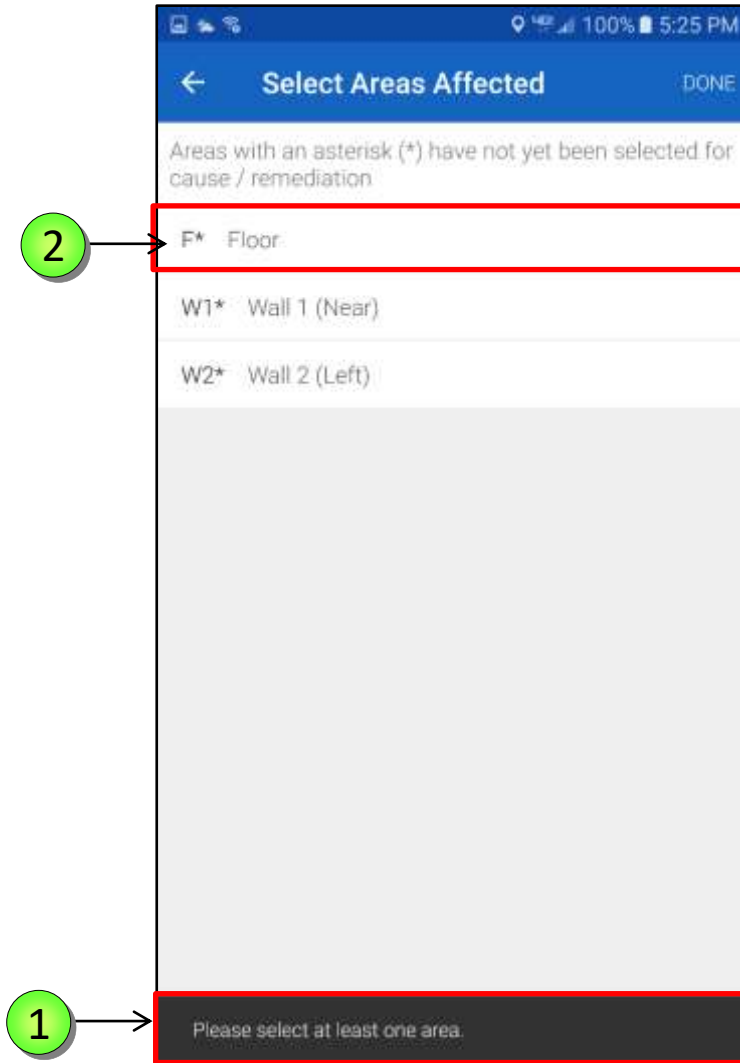 100% 5:25 PM
Select Areas Affected DONE
Areas with an asterisk (*) have not yet been selected for
cause / remediation
2
F* Floor
W1* Wall 1 (Near)
W2* Wall 2 (Left)
1
Please select at least one area.